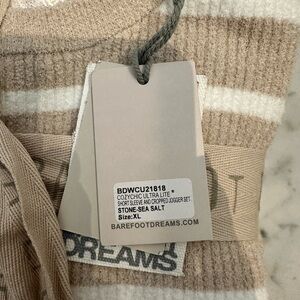 BDWCU21818
COZYCHIC ULTRA LITE ®
SHORT SLEEVE AND CROPPED JOGGER SET
STONE-SEA SALT
Size:XL
BAREFOOTDREAMS.COM
DREAMS